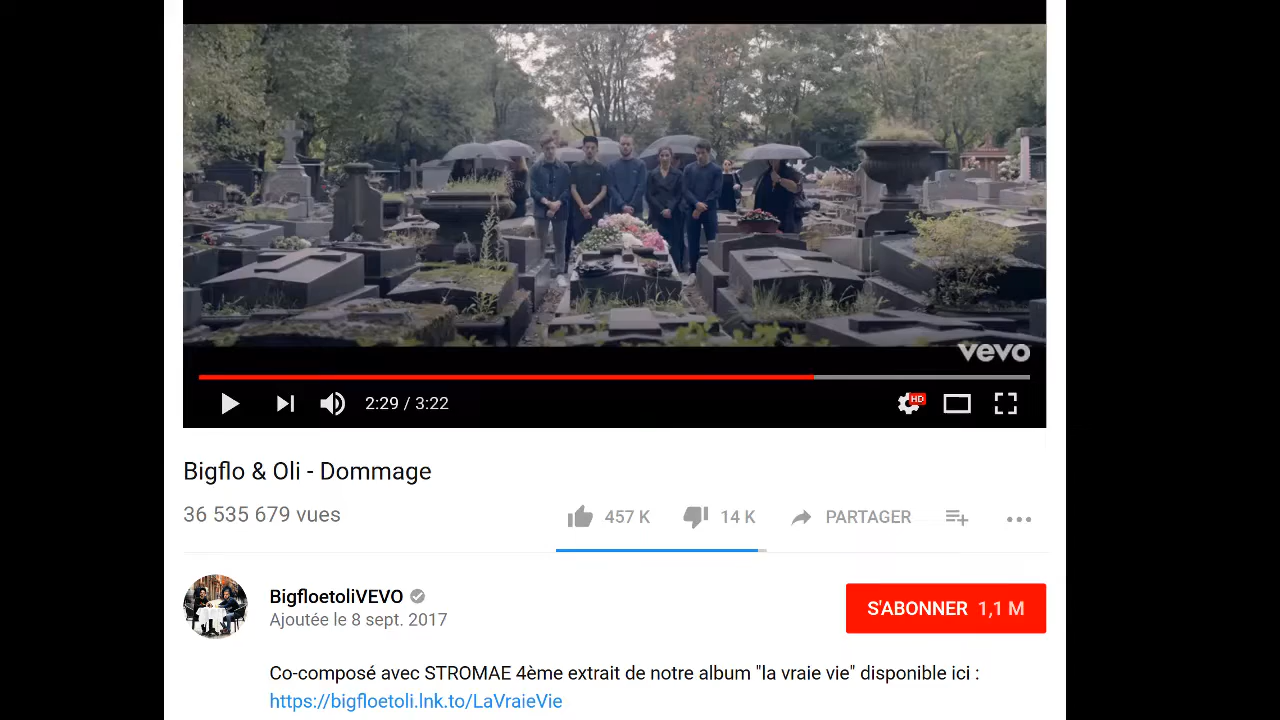 vevo
2:29 / 3:22
HD
Bigflo & Oli - Dommage
36 535 679 vues
457 K
14 K
PARTAGER
BigfloetoliVEVO
Ajoutée le 8 sept. 2017
S'ABONNER 1,1 M
Co-composé avec STROMAE 4ème extrait de notre album "la vraie vie" disponible ici :
https://bigfloetoli.lnk.to/LaVraieVie